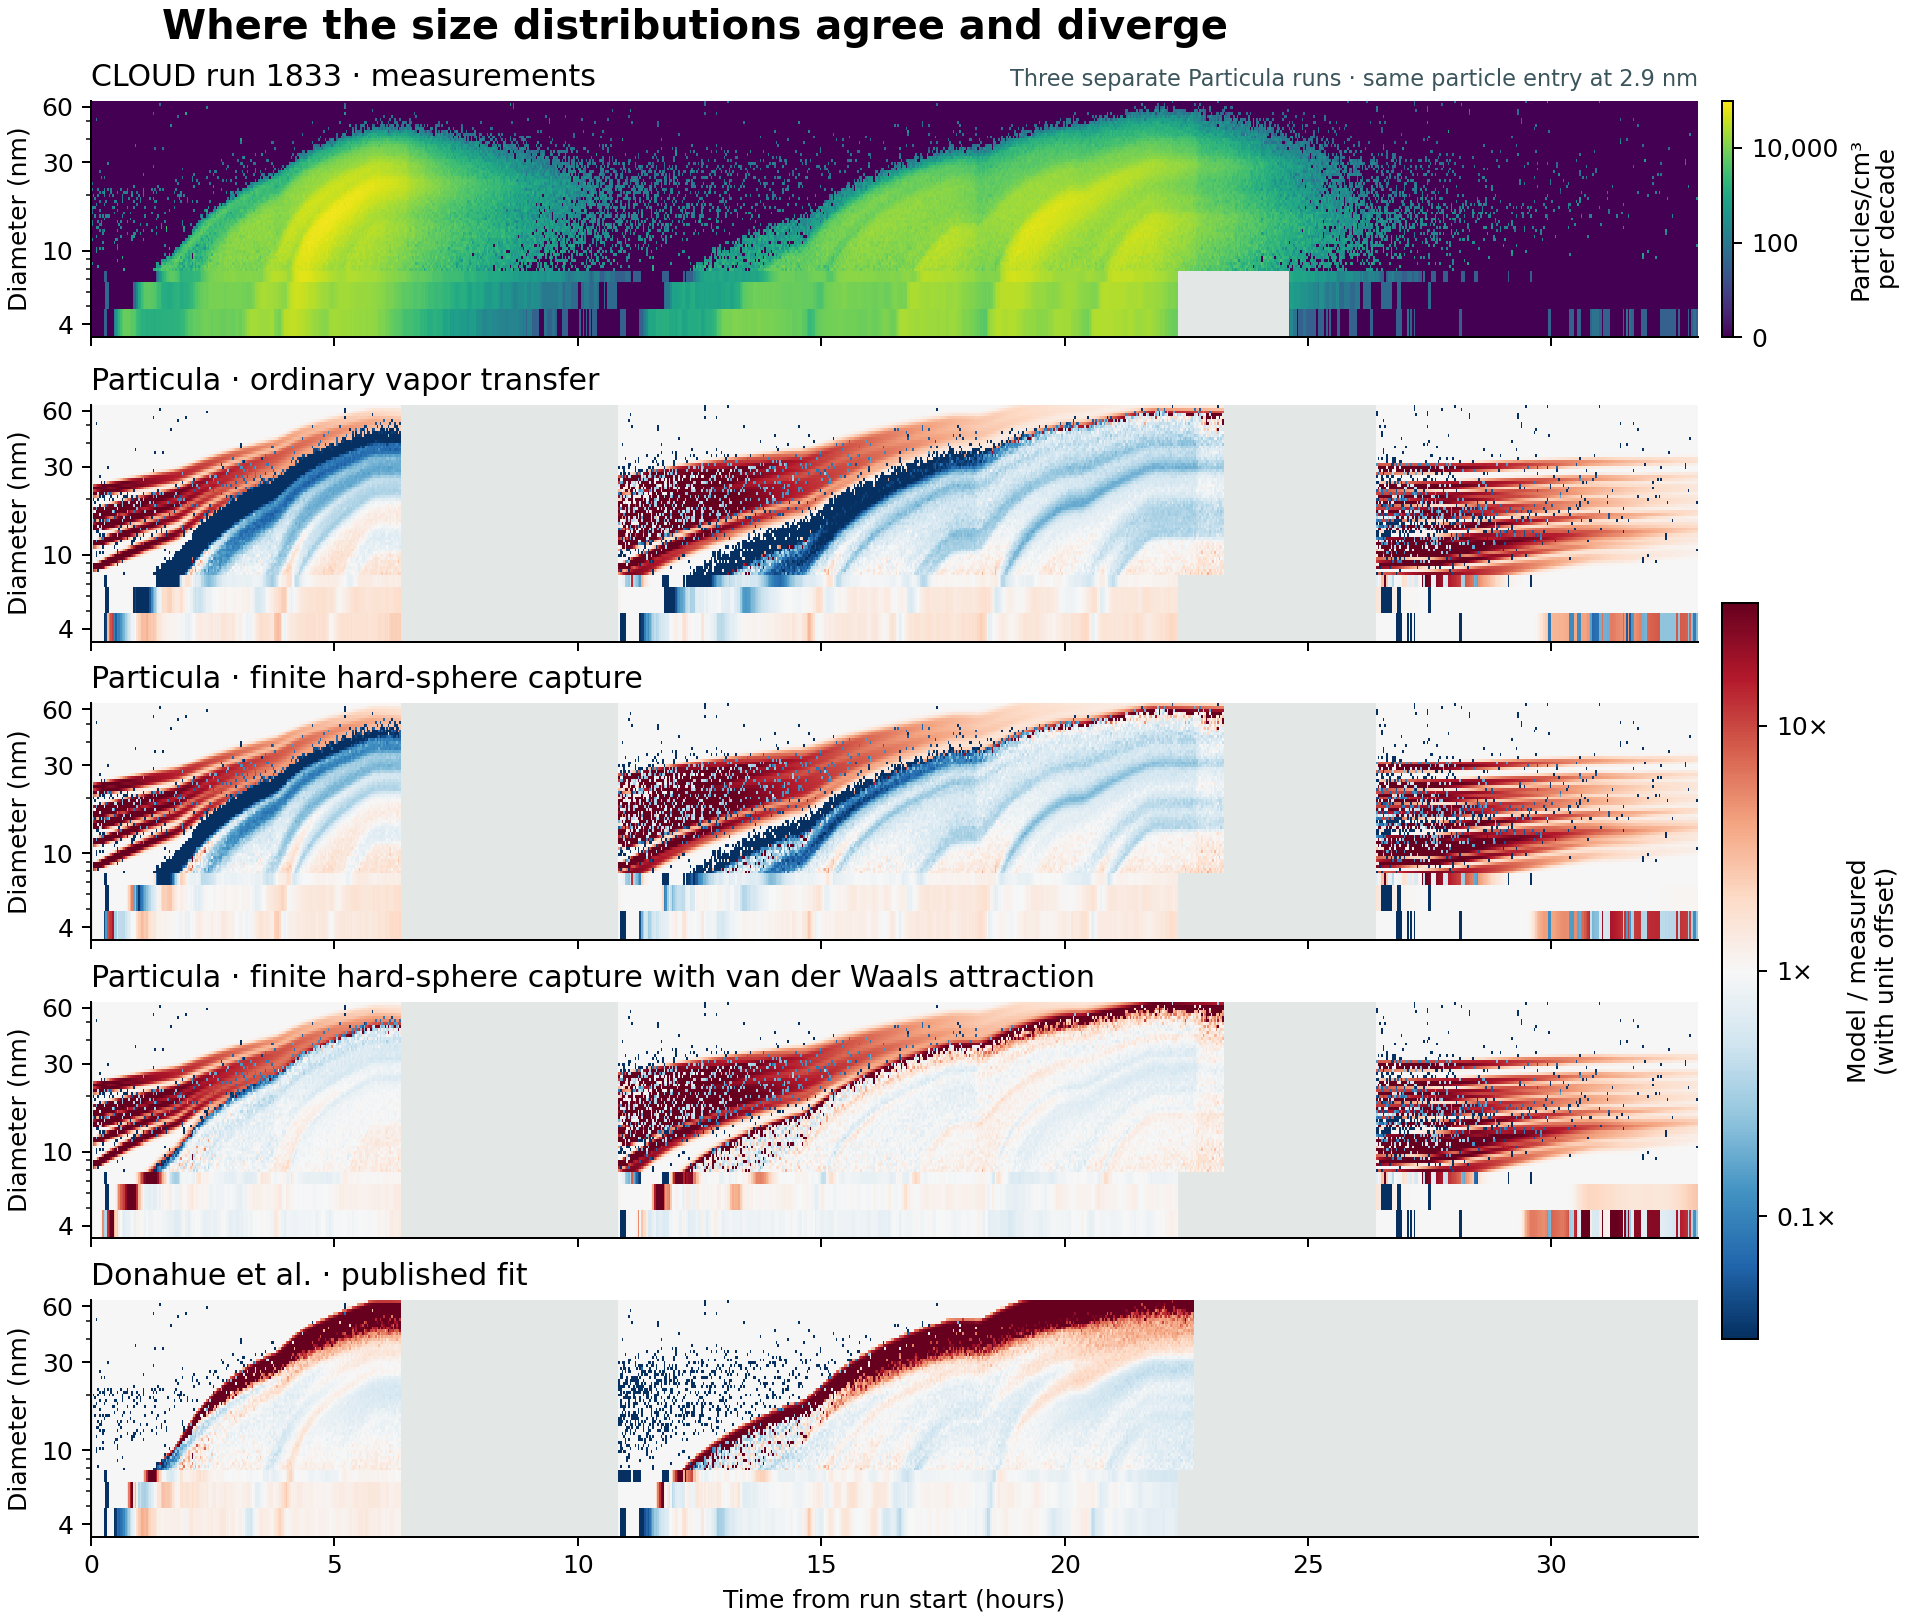 Where the size distributions agree and diverge
CLOUD run 1833 · measurements
Three separate Particula runs · same particle entry at 2.9 nm
60
30
10
4
Diameter (nm)
10,000
100
0
Particles/cm³
per decade
Particula · ordinary vapor transfer
60
30
10
4
Diameter (nm)
Particula · finite hard-sphere capture
60
30
10
4
Diameter (nm)
Particula · finite hard-sphere capture with van der Waals attraction
60
30
10
4
Diameter (nm)
10×
1×
0.1×
Model / measured
(with unit offset)
Donahue et al. · published fit
60
30
10
4
Diameter (nm)
0 5 10 15 20 25 30
Time from run start (hours)